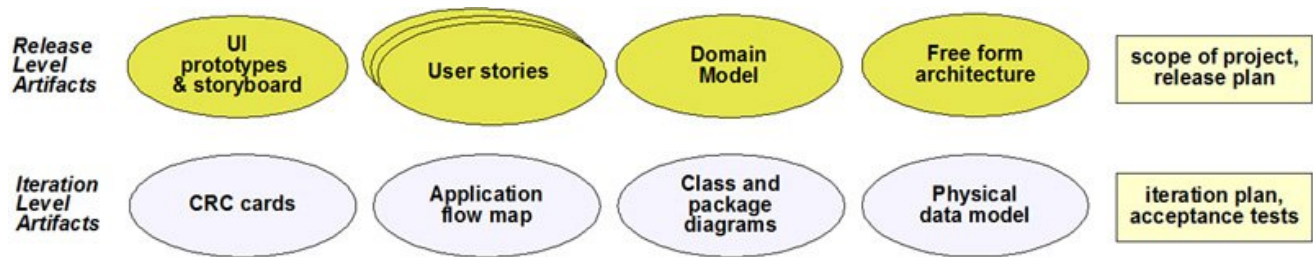 Release
Level
Artifacts
UI
prototypes
& storyboard
User stories
Domain
Model
Free form
architecture
scope of project,
release plan
Iteration
Level
Artifacts
CRC cards
Application
flow map
Class and
package
diagrams
Physical
data model
iteration plan,
acceptance tests